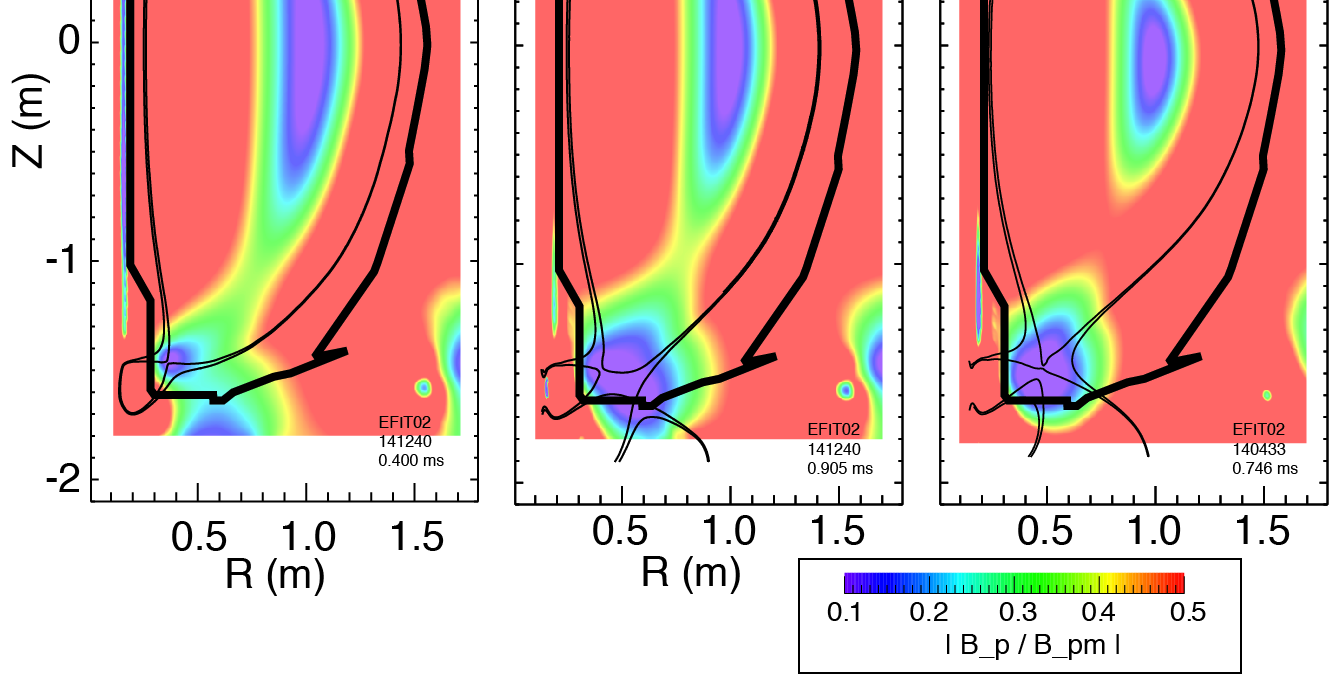 0
Z (m)
-1
-2
EFIT02
141240
0.400 ms
EFIT02
141240
0.905 ms
EFIT02
140433
0.746 ms
0.5 1.0 1.5
0.5 1.0 1.5
0.5 1.0 1.5
R (m)
R (m)
0.1 0.2 0.3 0.4 0.5
| B_p / B_pm |